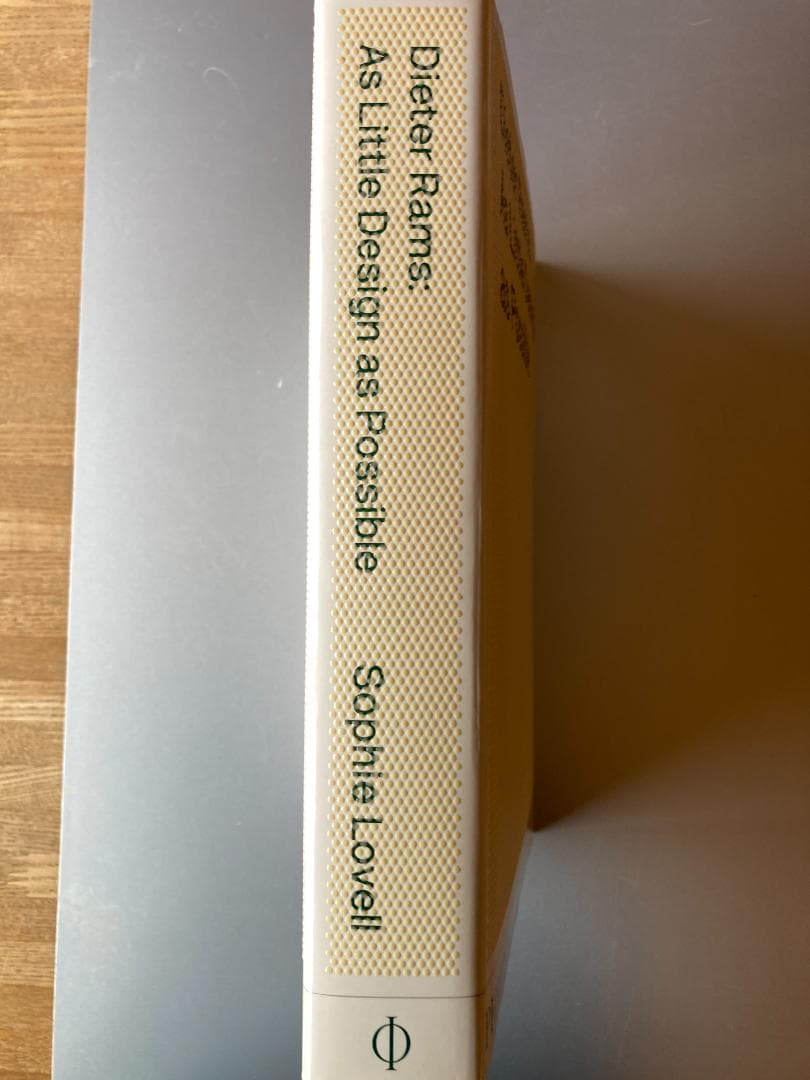 Dieter Rams:
As Little Design as Possible
Sophie Lovell
Φ